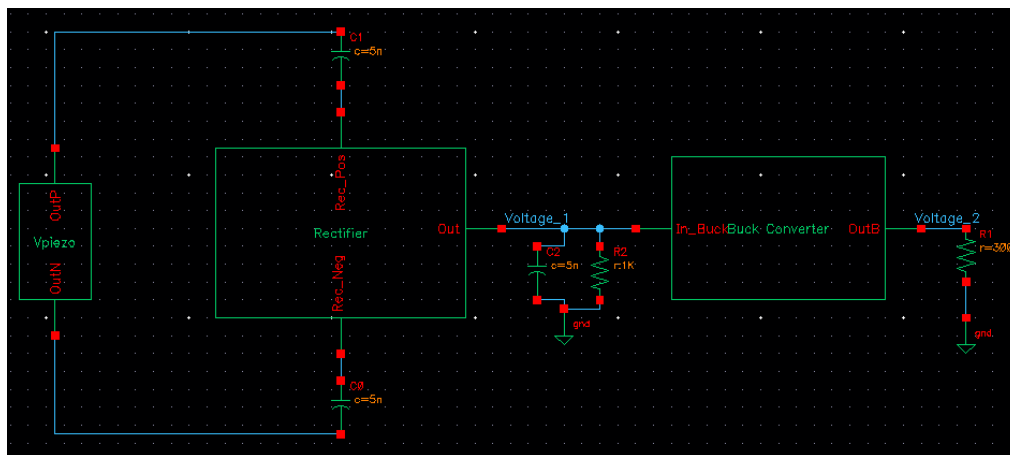 C1
c=5n
OutP
Vpiezo
OutN
Rec_Pos
Rectifier
Rec_Neg
Out
C0
c=5n
Voltage_1
C2
c=5n
R2
r:1K
gnd
In_Buck
Buck Converter
OutB
Voltage_2
R1
r=300
gnd